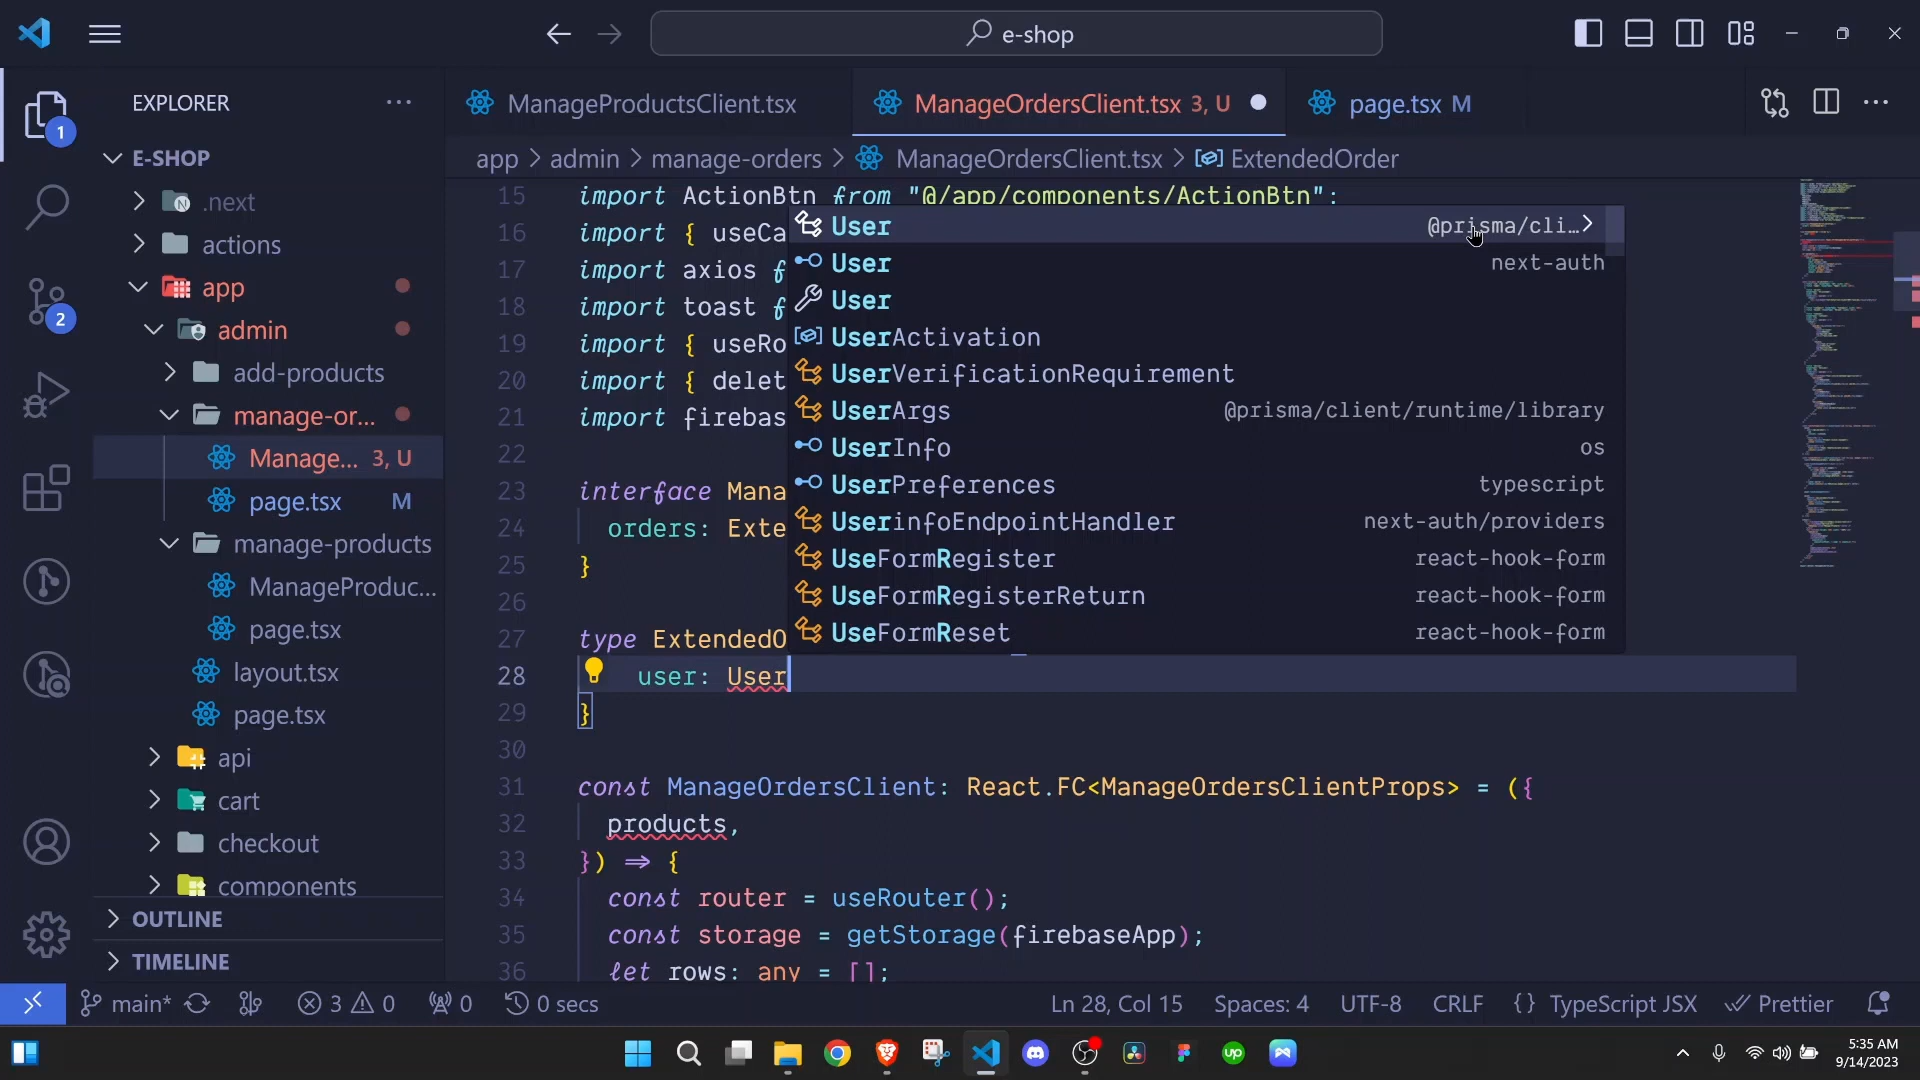 e-shop
EXPLORER
ManageProductsClient.tsx
ManageOrdersClient.tsx 3, U
page.tsx M
1
E-SHOP
app > admin > manage-orders > ManageOrdersClient.tsx > ExtendedOrder
.next
actions
app
admin
add-products
manage-or...
Manage... 3, U
page.tsx M
manage-products
ManageProduc...
page.tsx
layout.tsx
page.tsx
api
cart
checkout
components
OUTLINE
TIMELINE
2
15 import ActionBtn from "@/app/components/ActionBtn";
16 import { useCa
17 import axios f
18 import toast f
19 import { useRo
20 import { delet
21 import firebas
22
23 interface Mana
24 orders: Exte
25 }
26
27 type ExtendedO
28 user: User
29 }
30
31 const ManageOrdersClient: React.FC<ManageOrdersClientProps> = ({
32 products,
33 }) => {
34 const router = useRouter();
35 const storage = getStorage(firebaseApp);
36 let rows: any = [];
User @prisma/cli...
User next-auth
User
UserActivation
UserVerificationRequirement
UserArgs @prisma/client/runtime/library
UserInfo os
UserPreferences typescript
UserinfoEndpointHandler next-auth/providers
UseFormRegister react-hook-form
UseFormRegisterReturn react-hook-form
UseFormReset react-hook-form
main* 3 0 0 0 secs
Ln 28, Col 15 Spaces: 4 UTF-8 CRLF {} TypeScript JSX Prettier
up
5:35 AM
9/14/2023